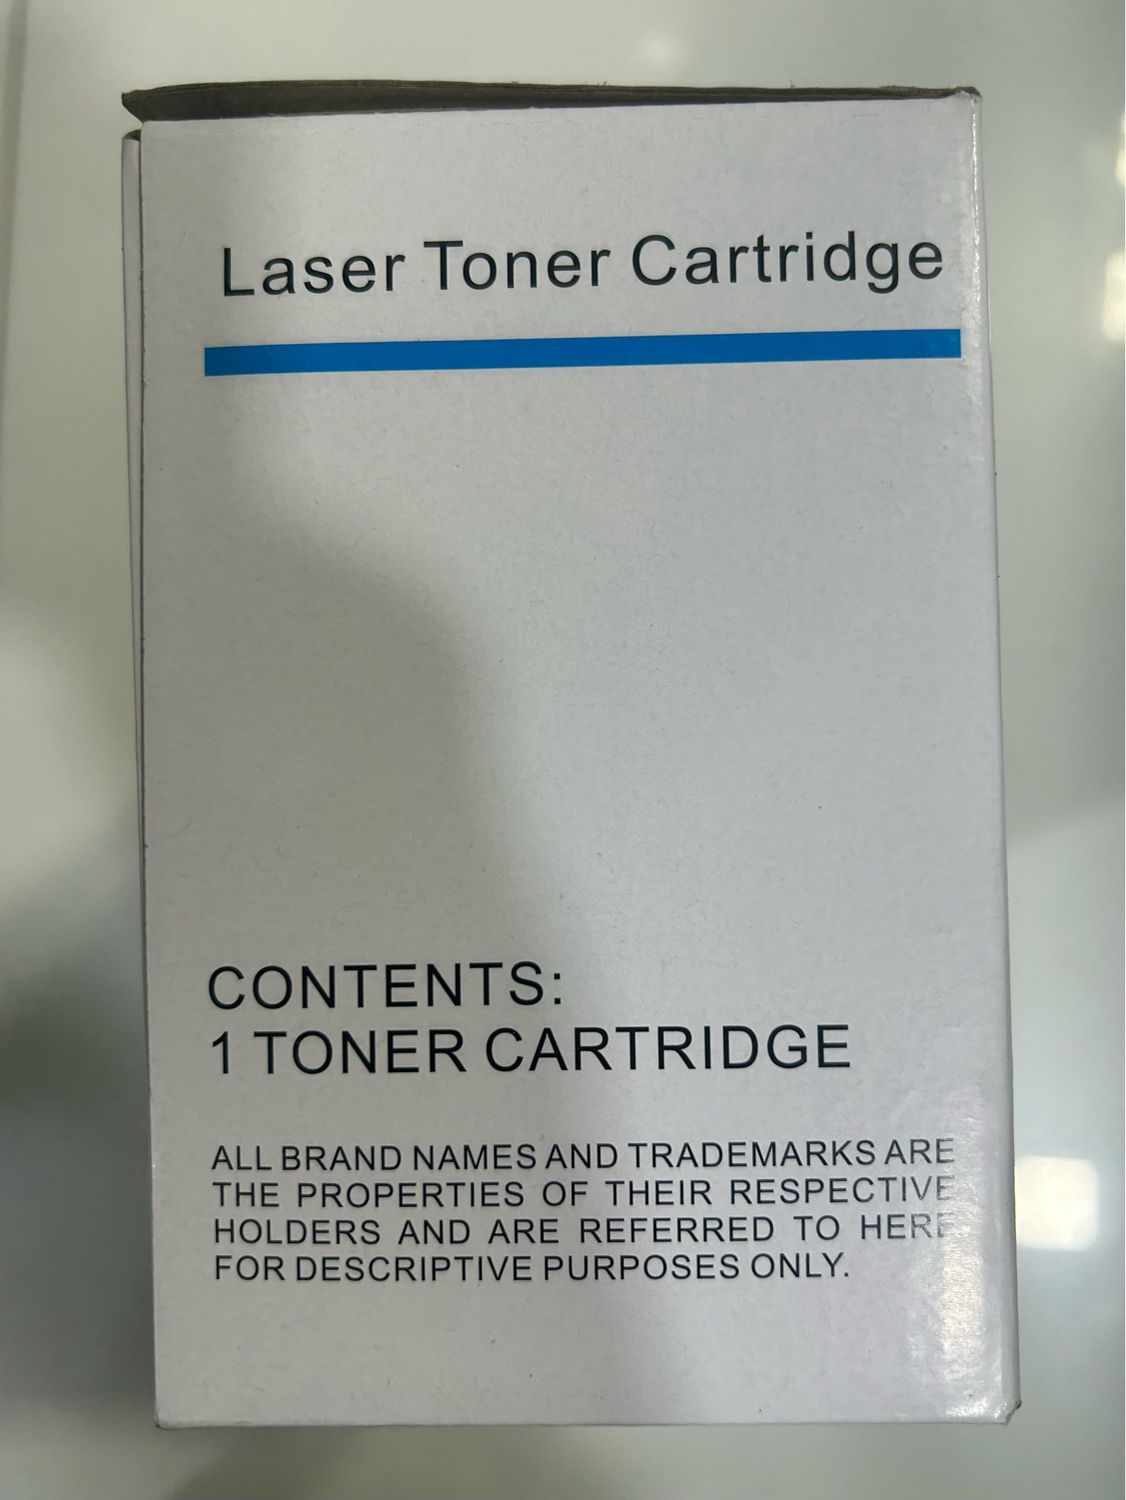 Laser Toner Cartridge
CONTENTS:
1 TONER CARTRIDGE
ALL BRAND NAMES AND TRADEMARKS ARE
THE PROPERTIES OF THEIR RESPECTIVE
HOLDERS AND ARE REFERRED TO HERE
FOR DESCRIPTIVE PURPOSES ONLY.